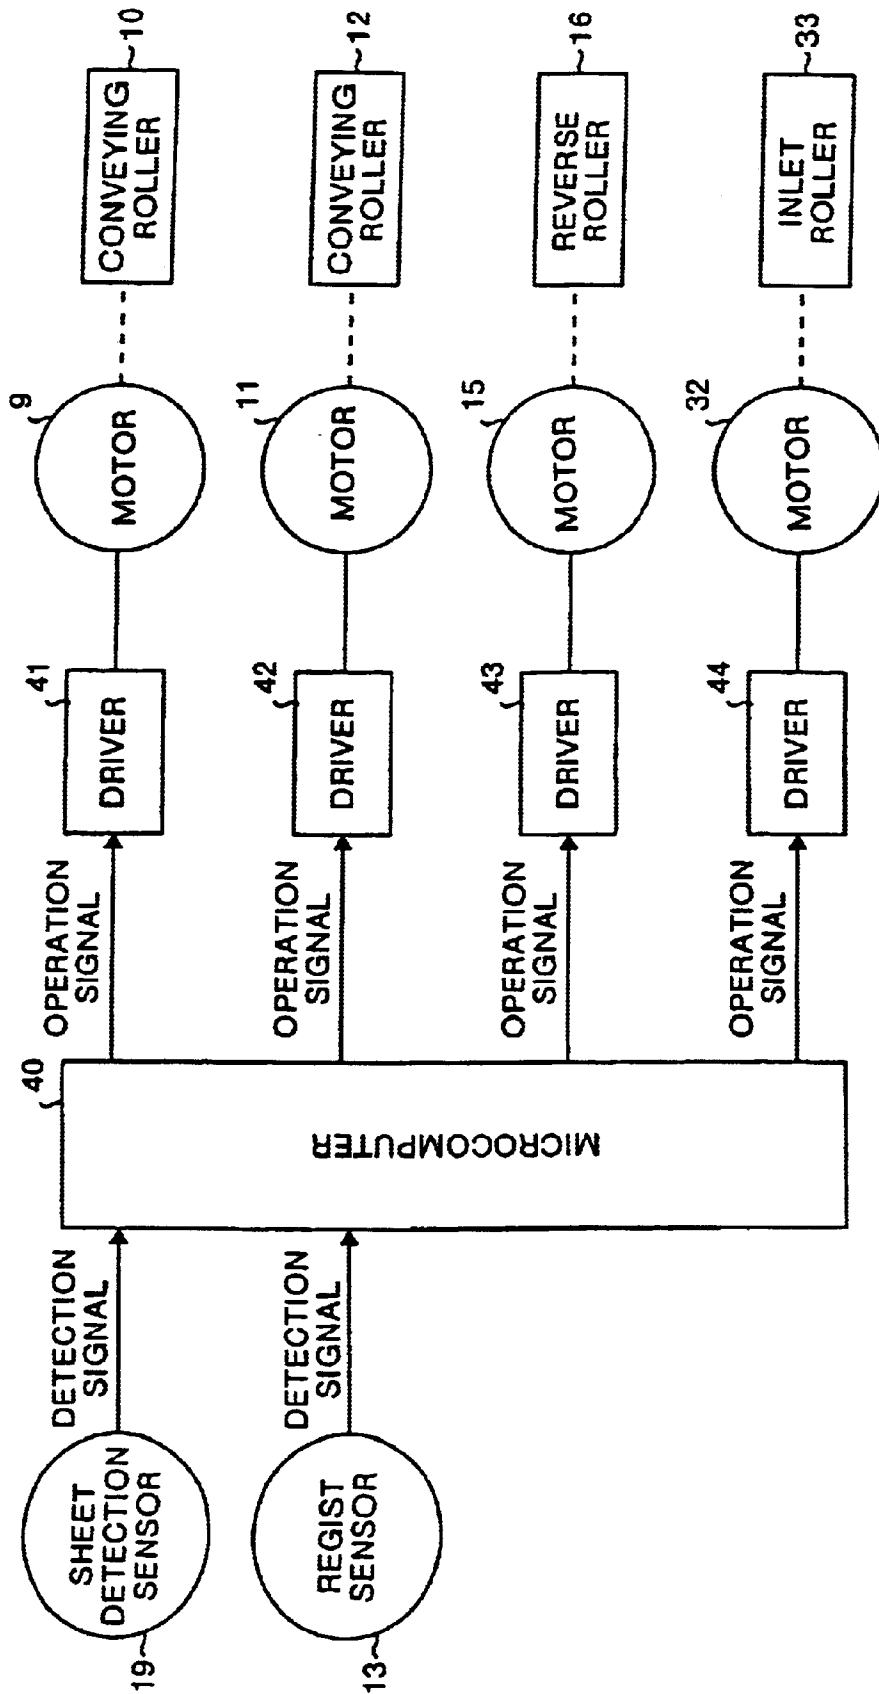 SHEET
DETECTION
SENSOR
19
DETECTION
SIGNAL
REGIST
SENSOR
13
DETECTION
SIGNAL
40
MICROCOMPUTER
OPERATION
SIGNAL
41
DRIVER
9
MOTOR
CONVEYING
ROLLER
10
OPERATION
SIGNAL
42
DRIVER
11
MOTOR
CONVEYING
ROLLER
12
OPERATION
SIGNAL
43
DRIVER
15
MOTOR
REVERSE
ROLLER
16
OPERATION
SIGNAL
44
DRIVER
32
MOTOR
INLET
ROLLER
33